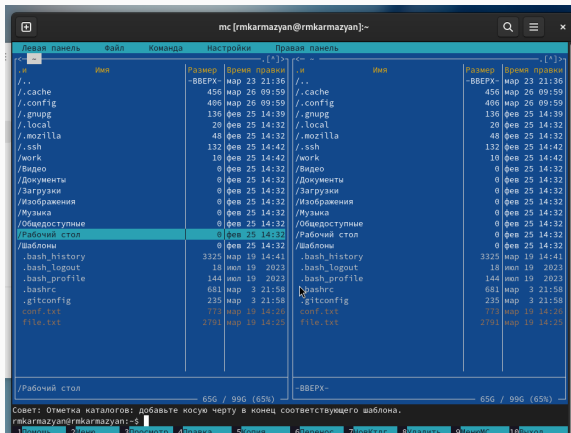 mc [rmkarmazyan@rmkarmazyan]:~
Левая панель Файл Команда Настройки Правая панель
<- ~ .[^]> <- ~ .[^]>
.и Имя Размер Время правки .и Имя Размер Время правки
/.. -ВВЕРХ- мар 23 21:36 /.. -ВВЕРХ- мар 23 21:36
/.cache 456 мар 26 09:59 /.cache 456 мар 26 09:59
/.config 406 мар 26 09:59 /.config 406 мар 26 09:59
/.gnupg 136 фев 25 14:39 /.gnupg 136 фев 25 14:39
/.local 20 фев 25 14:32 /.local 20 фев 25 14:32
/.mozilla 48 фев 25 14:32 /.mozilla 48 фев 25 14:32
/.ssh 132 фев 25 14:42 /.ssh 132 фев 25 14:42
/work 10 фев 25 14:42 /work 10 фев 25 14:42
/Видео 0 фев 25 14:32 /Видео 0 фев 25 14:32
/Документы 0 фев 25 14:32 /Документы 0 фев 25 14:32
/Загрузки 0 фев 25 14:32 /Загрузки 0 фев 25 14:32
/Изображения 0 фев 25 14:32 /Изображения 0 фев 25 14:32
/Музыка 0 фев 25 14:32 /Музыка 0 фев 25 14:32
/Общедоступные 0 фев 25 14:32 /Общедоступные 0 фев 25 14:32
/Рабочий стол 0 фев 25 14:32 /Рабочий стол 0 фев 25 14:32
/Шаблоны 0 фев 25 14:32 /Шаблоны 0 фев 25 14:32
.bash_history 3325 мар 19 14:41 .bash_history 3325 мар 19 14:41
.bash_logout 18 июл 19 2023 .bash_logout 18 июл 19 2023
.bash_profile 144 июл 19 2023 .bash_profile 144 июл 19 2023
.bashrc 681 мар 3 21:58 .bashrc 681 мар 3 21:58
.gitconfig 235 мар 3 21:58 .gitconfig 235 мар 3 21:58
conf.txt 773 мар 19 14:26 conf.txt 773 мар 19 14:26
file.txt 2791 мар 19 14:25 file.txt 2791 мар 19 14:25
/Рабочий стол -ВВЕРХ-
65G / 99G (65%) 65G / 99G (65%)
Совет: Отметка каталогов: добавьте косую черту в конец соответствующего шаблона.
rmkarmazyan@rmkarmazyan:~$
1Помощь 2Меню 3Просмотр 4Правка 5Копия 6Перенос 7НовКтлг 8Удалить 9МенюMC 10Выход